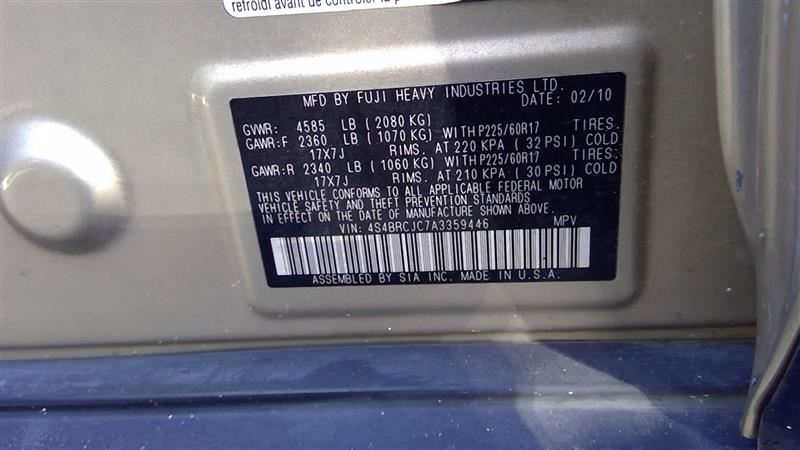 refroidi avant de contrôler la p
MFD BY FUJI HEAVY INDUSTRIES LTD.
DATE: 02/10
GVWR: 4585 LB ( 2080 KG)
GAWR:F 2360 LB ( 1070 KG) WITH P225/60R17 TIRES.
17X7J RIMS. AT 220 KPA ( 32 PSI) COLD
GAWR:R 2340 LB ( 1060 KG) WITH P225/60R17 TIRES.
17X7J RIMS. AT 210 KPA ( 30 PSI) COLD
THIS VEHICLE CONFORMS TO ALL APPLICABLE FEDERAL MOTOR
VEHICLE SAFETY AND THEFT PREVENTION STANDARDS
IN EFFECT ON THE DATE OF MANUFACTURE SHOWN ABOVE.
VIN: 4S4BRCJC7A3359446 MPV
ASSEMBLED BY SIA INC. MADE IN U.S.A.